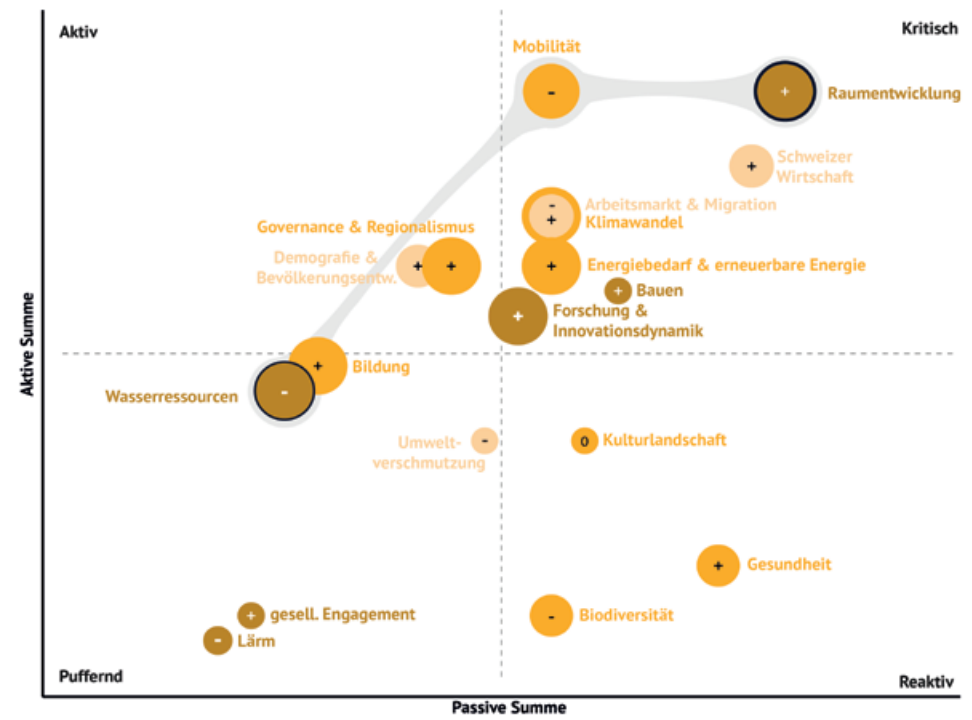 Aktiv
Kritisch
Mobilität
-
+
Raumentwicklung
+
Schweizer
Wirtschaft
-
+
Arbeitsmarkt & Migration
Klimawandel
Governance & Regionalismus
Demografie &
Bevölkerungsentw.
+
+
+
Energiebedarf & erneuerbare Energie
+
Bauen
+
Forschung &
Innovationsdynamik
Aktive Summe
+
Bildung
Wasserressourcen
-
Umwelt-
verschmutzung
-
0
Kulturlandschaft
+
Gesundheit
+
gesell. Engagement
-
Biodiversität
-
Lärm
Puffernd
Reaktiv
Passive Summe